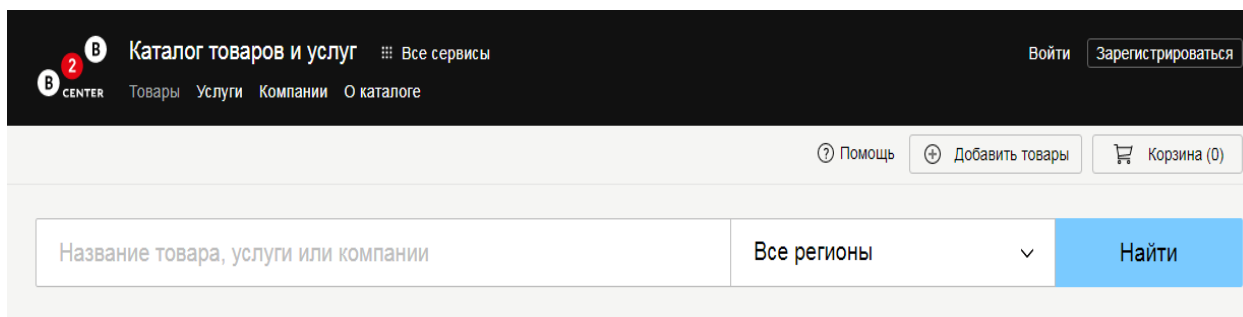 B 2 B CENTER
Каталог товаров и услуг Все сервисы Войти Зарегистрироваться
Товары Услуги Компании О каталоге
? Помощь Добавить товары Корзина (0)
Название товара, услуги или компании Все регионы Найти